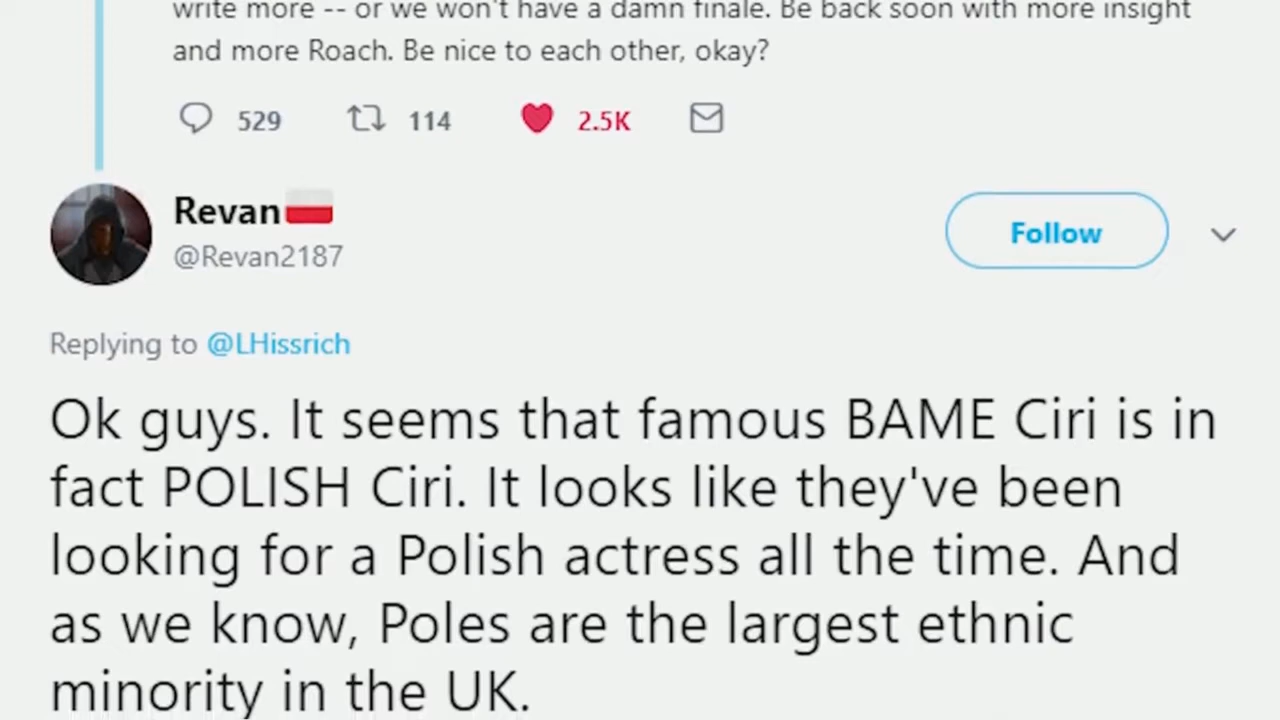 write more -- or we won't have a damn finale. Be back soon with more insight
and more Roach. Be nice to each other, okay?
529 114 2.5K
Revan
Follow
@Revan2187
Replying to @LHissrich
Ok guys. It seems that famous BAME Ciri is in
fact POLISH Ciri. It looks like they've been
looking for a Polish actress all the time. And
as we know, Poles are the largest ethnic
minority in the UK.